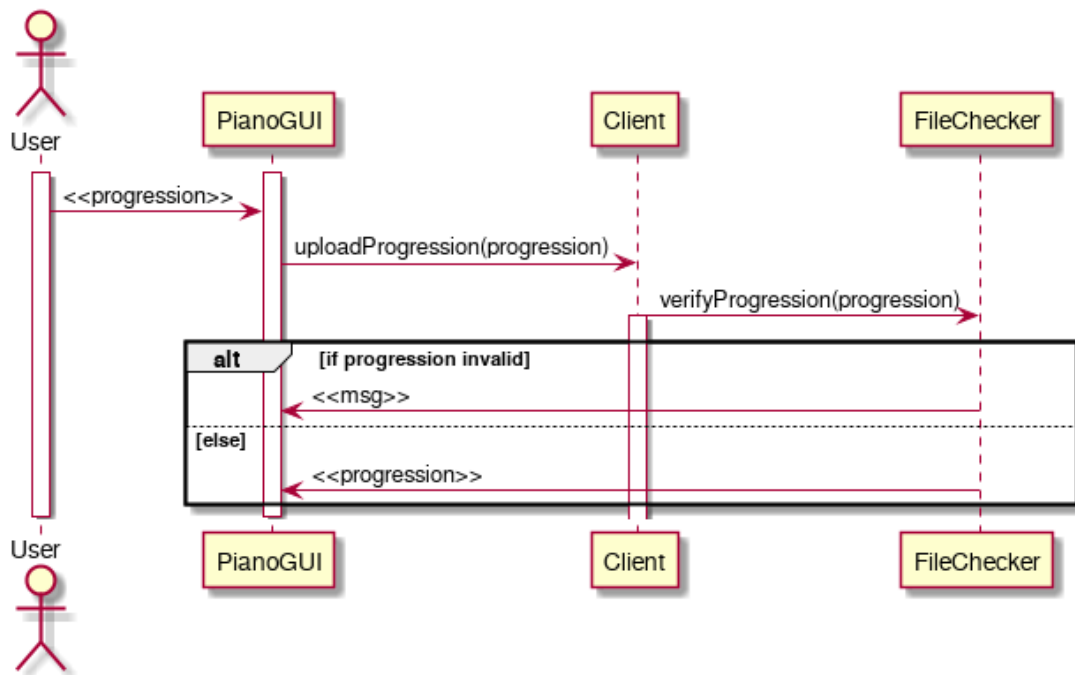 User
PianoGUI
Client
FileChecker
<<progression>>
uploadProgression(progression)
verifyProgression(progression)
alt
[if progression invalid]
<<msg>>
[else]
<<progression>>
User
PianoGUI
Client
FileChecker